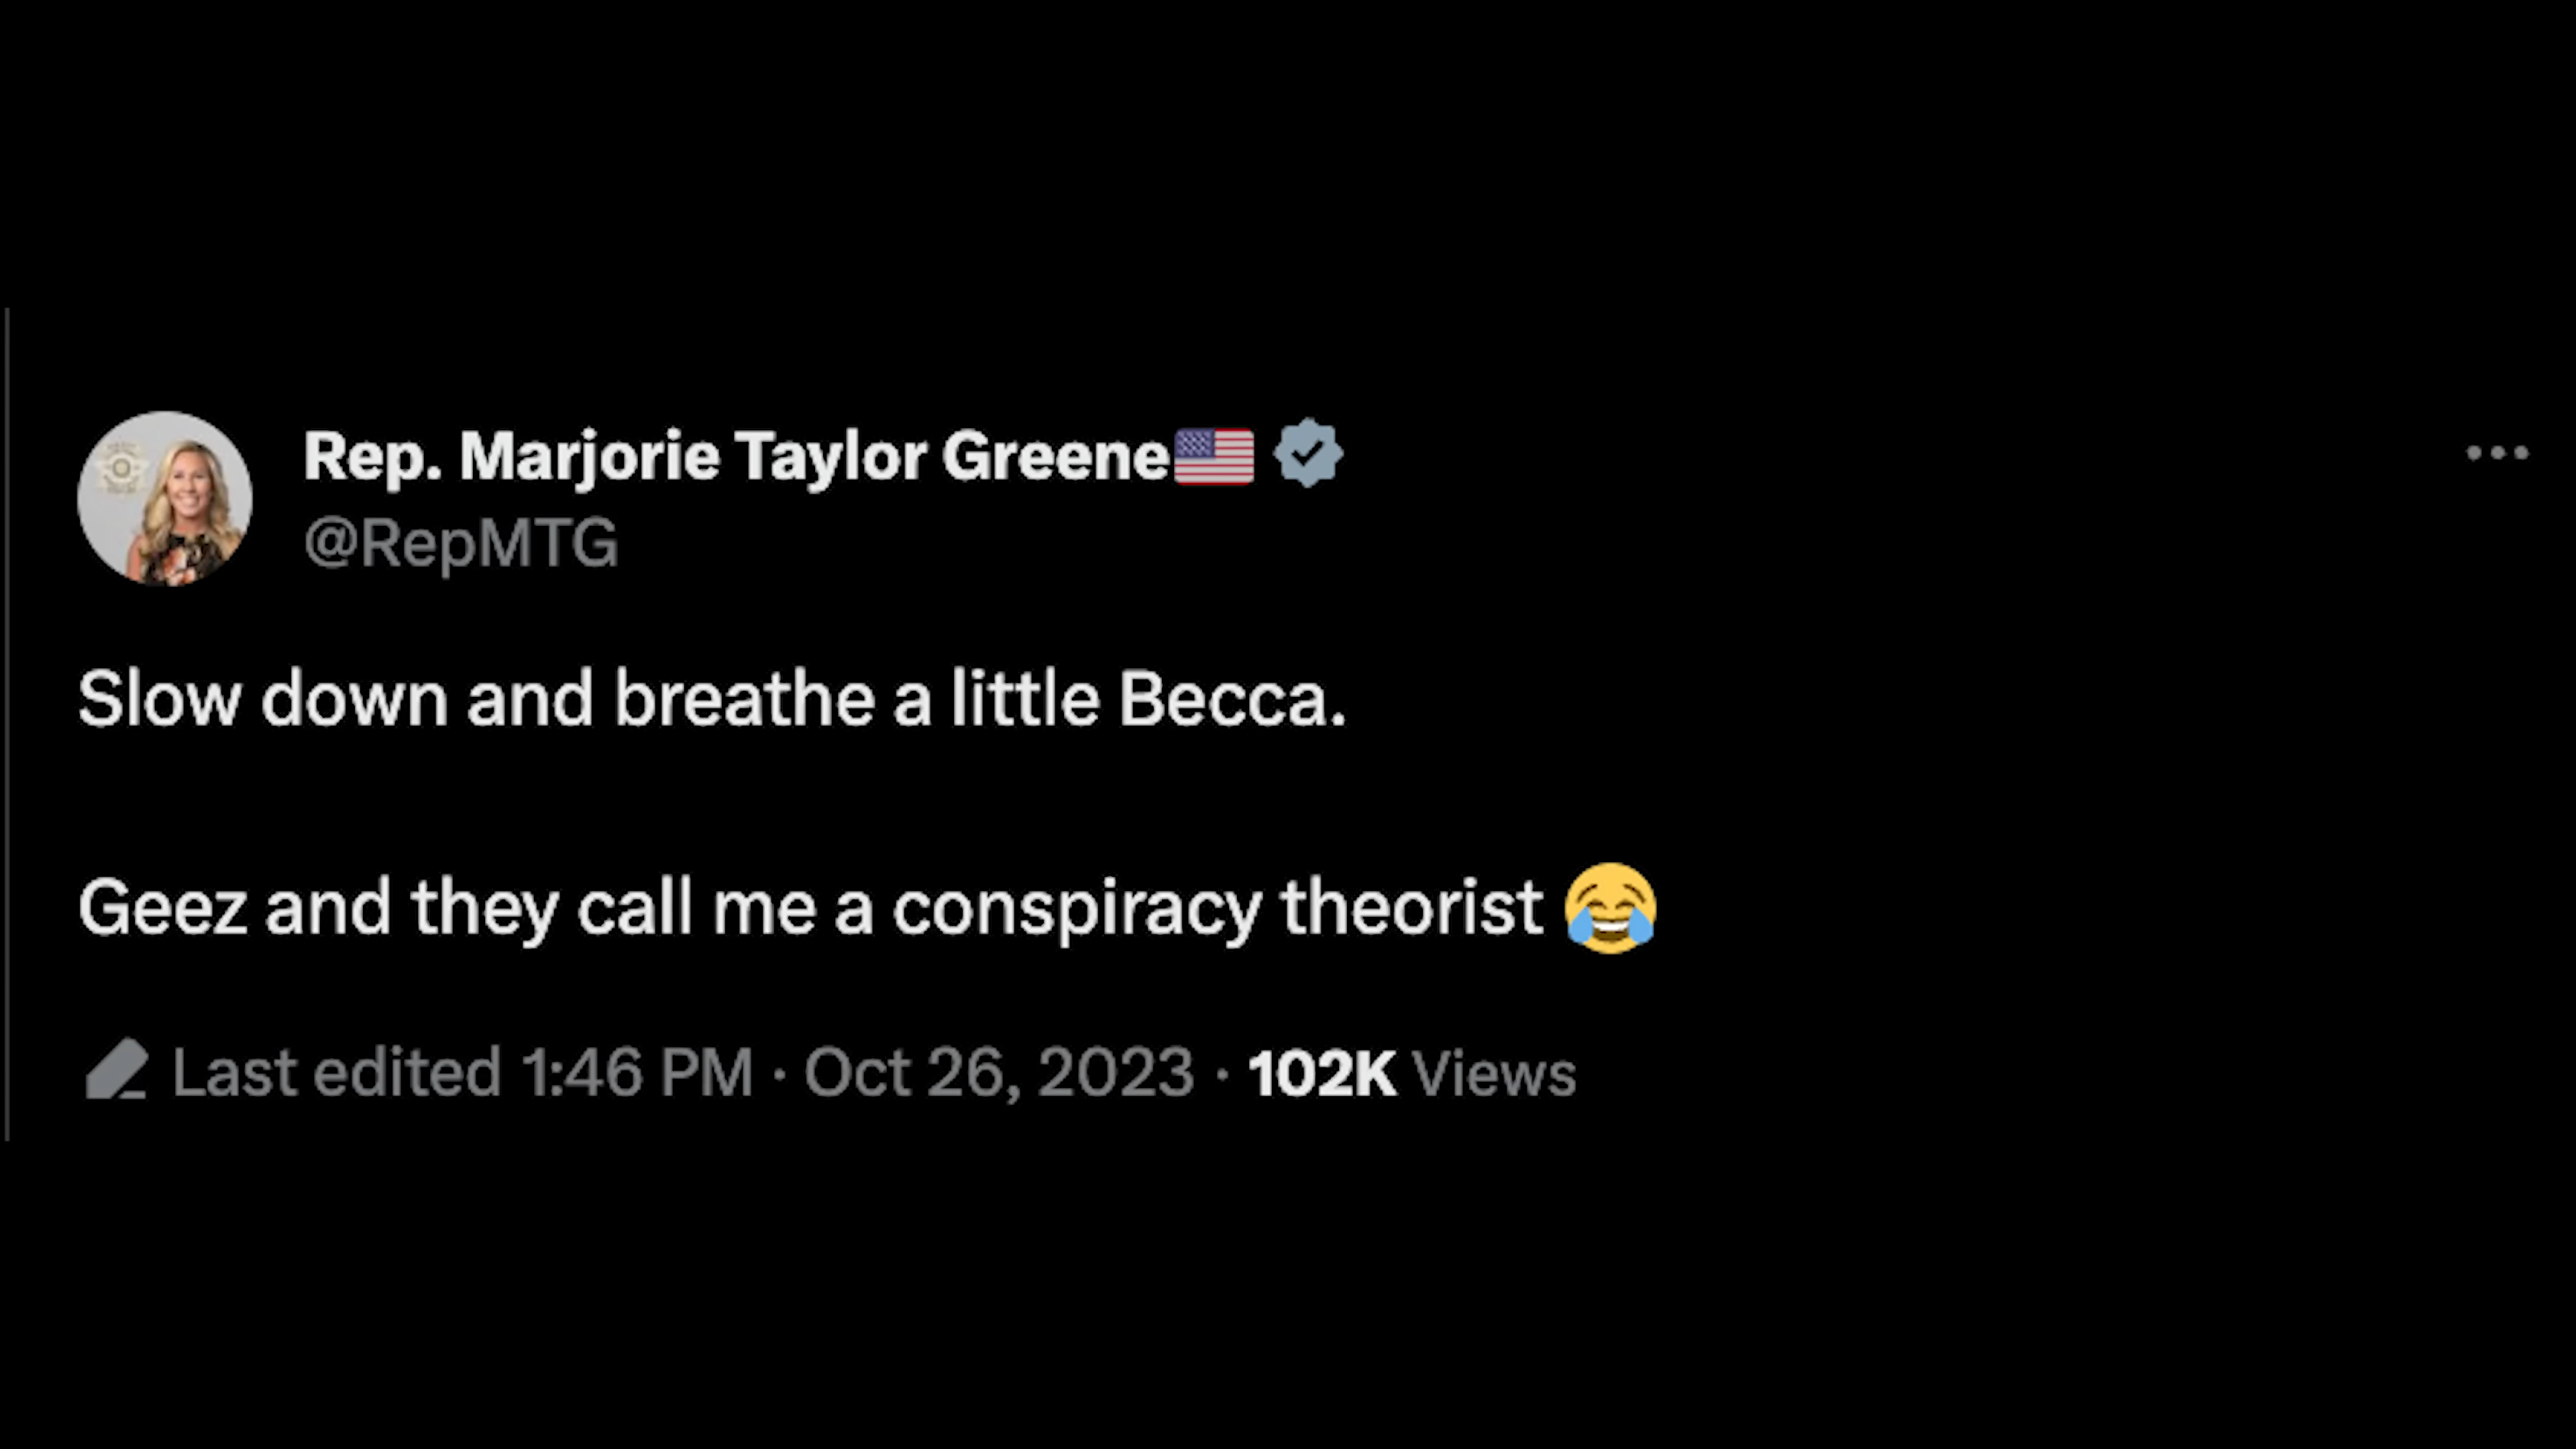 Rep. Marjorie Taylor Greene🇺🇸
@RepMTG
Slow down and breathe a little Becca.
Geez and they call me a conspiracy theorist 😂
Last edited 1:46 PM · Oct 26, 2023 · 102K Views